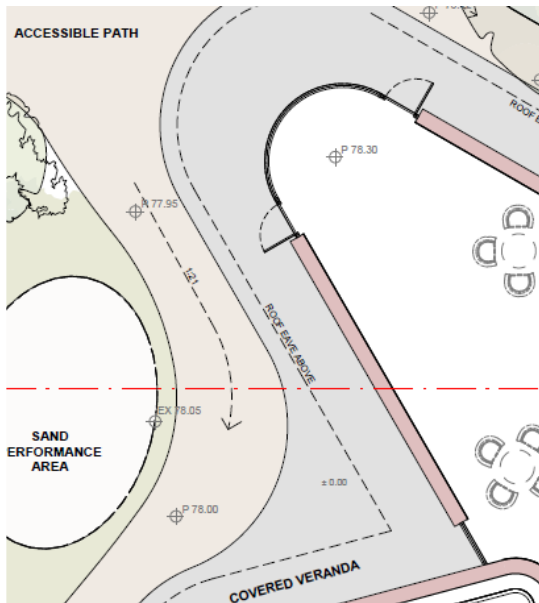 ACCESSIBLE PATH
P 78.30
77.95
1:21
ROOF EAVE ABOVE
EX 78.05
SAND
ERFORMANCE
AREA
± 0.00
P 78.00
COVERED VERANDA
ROOF